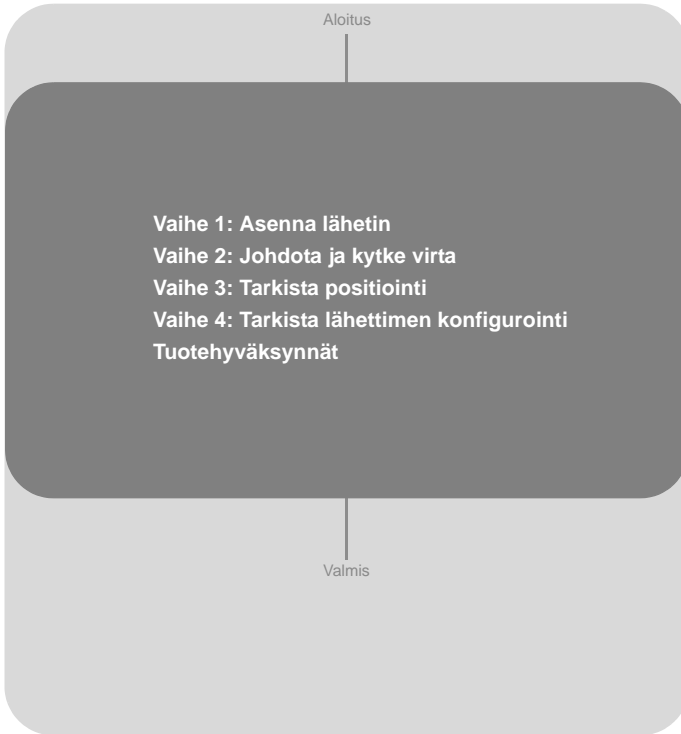 Aloitus
Vaihe 1: Asenna lähetin
Vaihe 2: Johdota ja kytke virta
Vaihe 3: Tarkista positiointi
Vaihe 4: Tarkista lähettimen konfigurointi
Tuotehyväksynnät
Valmis